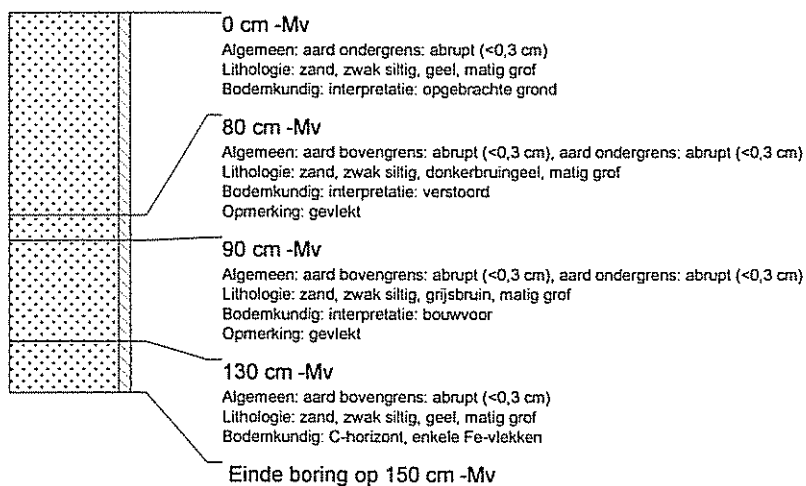 0 cm -Mv
Algemeen: aard ondergrens: abrupt (<0,3 cm)
Lithologie: zand, zwak siltig, geel, matig grof
Bodemkundig: interpretatie: opgebrachte grond
80 cm -Mv
Algemeen: aard bovengrens: abrupt (<0,3 cm), aard ondergrens: abrupt (<0,3 cm)
Lithologie: zand, zwak siltig, donkerbruingeel, matig grof
Bodemkundig: interpretatie: verstoord
Opmerking: gevlekt
90 cm -Mv
Algemeen: aard bovengrens: abrupt (<0,3 cm), aard ondergrens: abrupt (<0,3 cm)
Lithologie: zand, zwak siltig, grijsbruin, matig grof
Bodemkundig: interpretatie: bouwvoor
Opmerking: gevlekt
130 cm -Mv
Algemeen: aard bovengrens: abrupt (<0,3 cm)
Lithologie: zand, zwak siltig, geel, matig grof
Bodemkundig: C-horizont, enkele Fe-vlekken
Einde boring op 150 cm -Mv